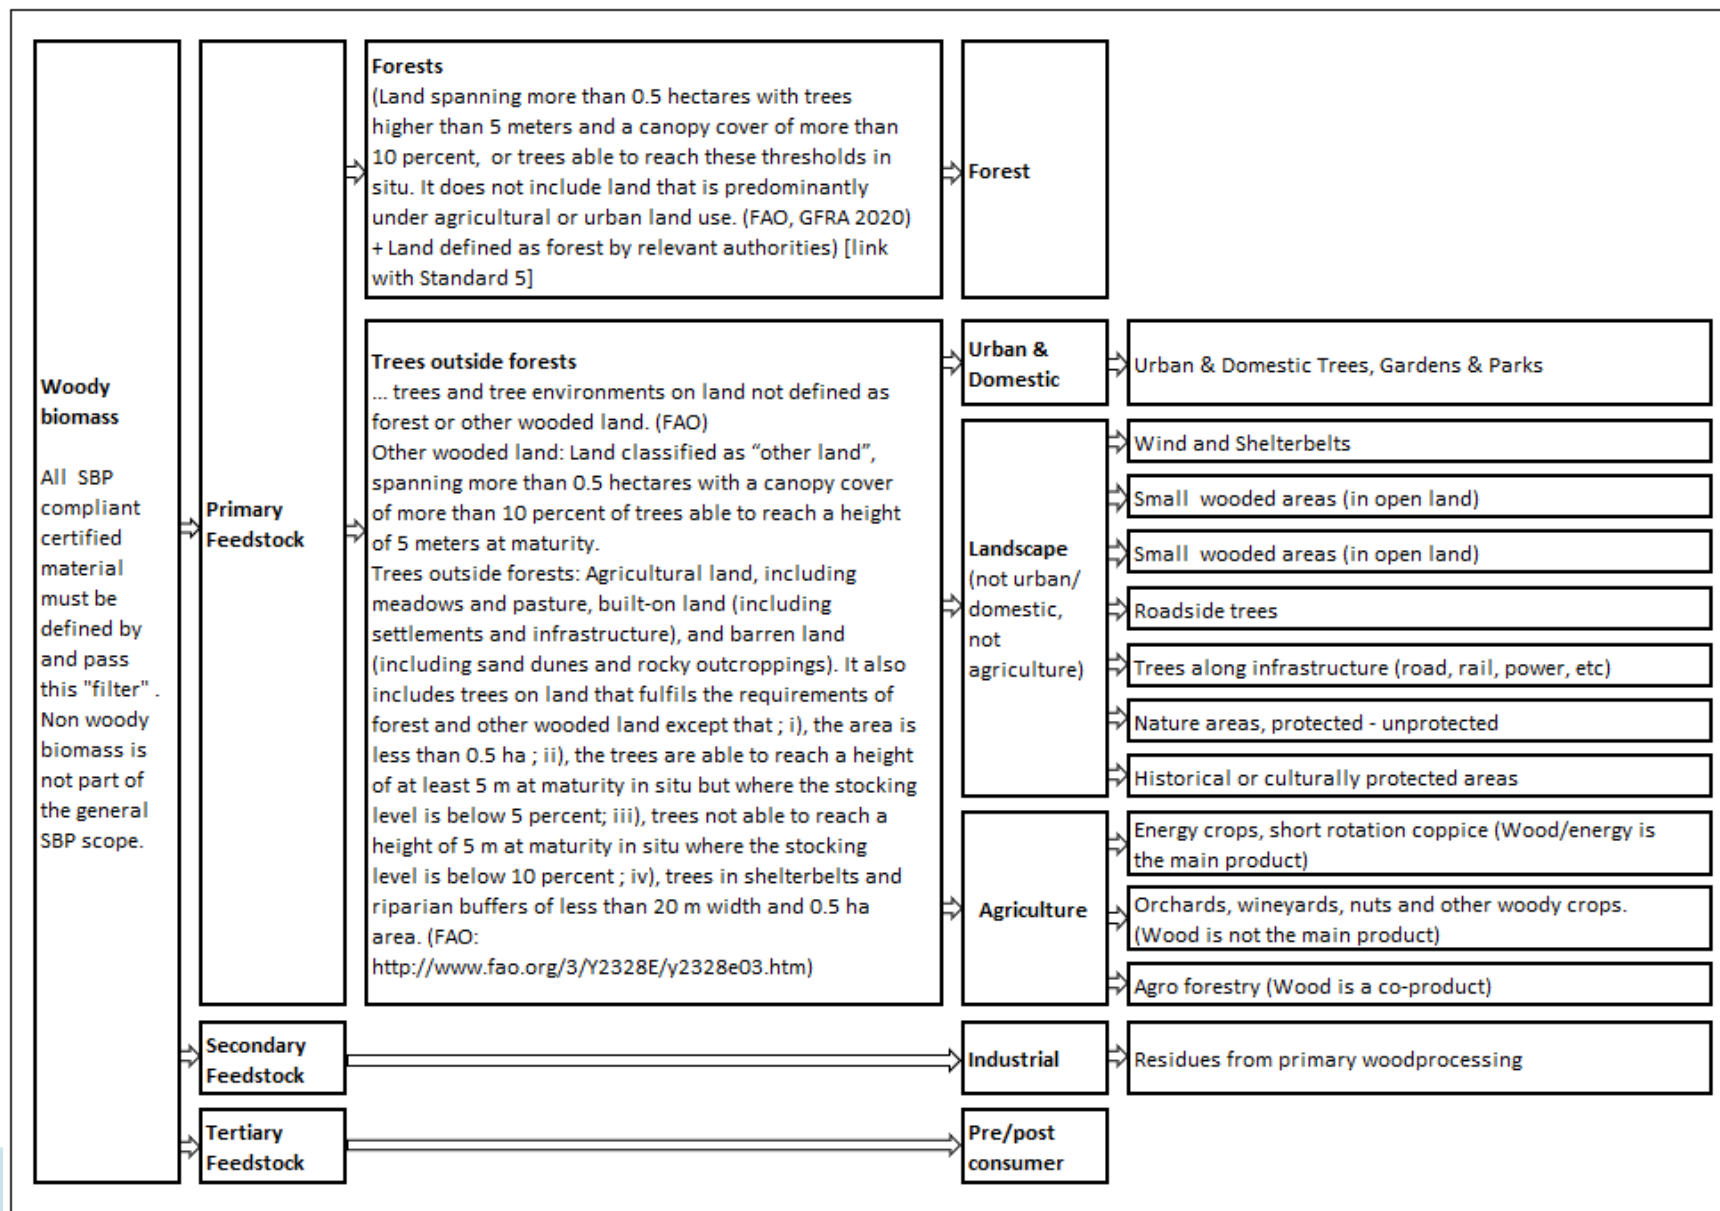 Woody
biomass
All SBP
compliant
certified
material
must be
defined by
and pass
this "filter" .
Non woody
biomass is
not part of
the general
SBP scope.
Primary
Feedstock
Forests
(Land spanning more than 0.5 hectares with trees
higher than 5 meters and a canopy cover of more than
10 percent, or trees able to reach these thresholds in
situ. It does not include land that is predominantly
under agricultural or urban land use. (FAO, GFRA 2020)
+ Land defined as forest by relevant authorities) [link
with Standard 5]
Forest
Trees outside forests
... trees and tree environments on land not defined as
forest or other wooded land. (FAO)
Other wooded land: Land classified as “other land”,
spanning more than 0.5 hectares with a canopy cover
of more than 10 percent of trees able to reach a height
of 5 meters at maturity.
Trees outside forests: Agricultural land, including
meadows and pasture, built-on land (including
settlements and infrastructure), and barren land
(including sand dunes and rocky outcroppings). It also
includes trees on land that fulfils the requirements of
forest and other wooded land except that ; i), the area is
less than 0.5 ha ; ii), the trees are able to reach a height
of at least 5 m at maturity in situ but where the stocking
level is below 5 percent; iii), trees not able to reach a
height of 5 m at maturity in situ where the stocking
level is below 10 percent ; iv), trees in shelterbelts and
riparian buffers of less than 20 m width and 0.5 ha
area. (FAO:
http://www.fao.org/3/Y2328E/y2328e03.htm)
Urban &
Domestic
Urban & Domestic Trees, Gardens & Parks
Landscape
(not urban/
domestic,
not
agriculture)
Wind and Shelterbelts
Small wooded areas (in open land)
Small wooded areas (in open land)
Roadside trees
Trees along infrastructure (road, rail, power, etc)
Nature areas, protected - unprotected
Historical or culturally protected areas
Agriculture
Energy crops, short rotation coppice (Wood/energy is
the main product)
Orchards, wineyards, nuts and other woody crops.
(Wood is not the main product)
Agro forestry (Wood is a co-product)
Secondary
Feedstock
Industrial
Residues from primary woodprocessing
Tertiary
Feedstock
Pre/post
consumer